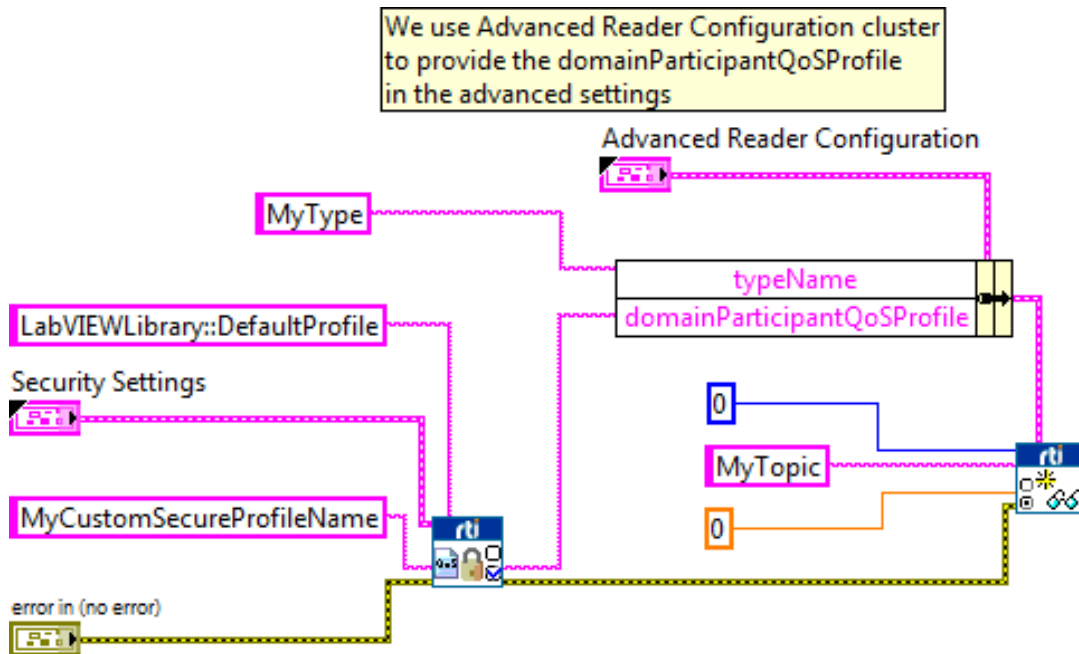 We use Advanced Reader Configuration cluster
to provide the domainParticipantQoSProfile
in the advanced settings
Advanced Reader Configuration
MyType
typeName
domainParticipantQoSProfile
LabVIEWLibrary::DefaultProfile
Security Settings
0
MyTopic
rti
MyCustomSecureProfileName
rti
QoS
0
error in (no error)